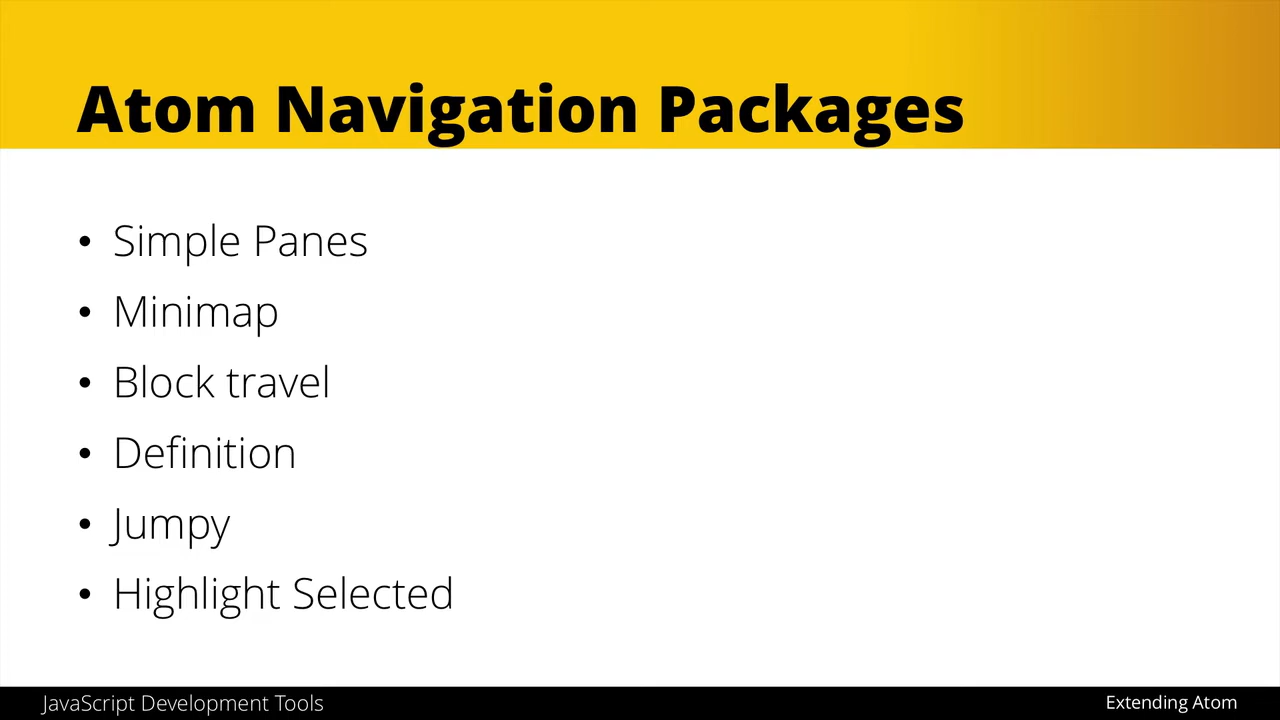 Atom Navigation Packages
• Simple Panes
• Minimap
• Block travel
• Definition
• Jumpy
• Highlight Selected
JavaScript Development Tools
Extending Atom